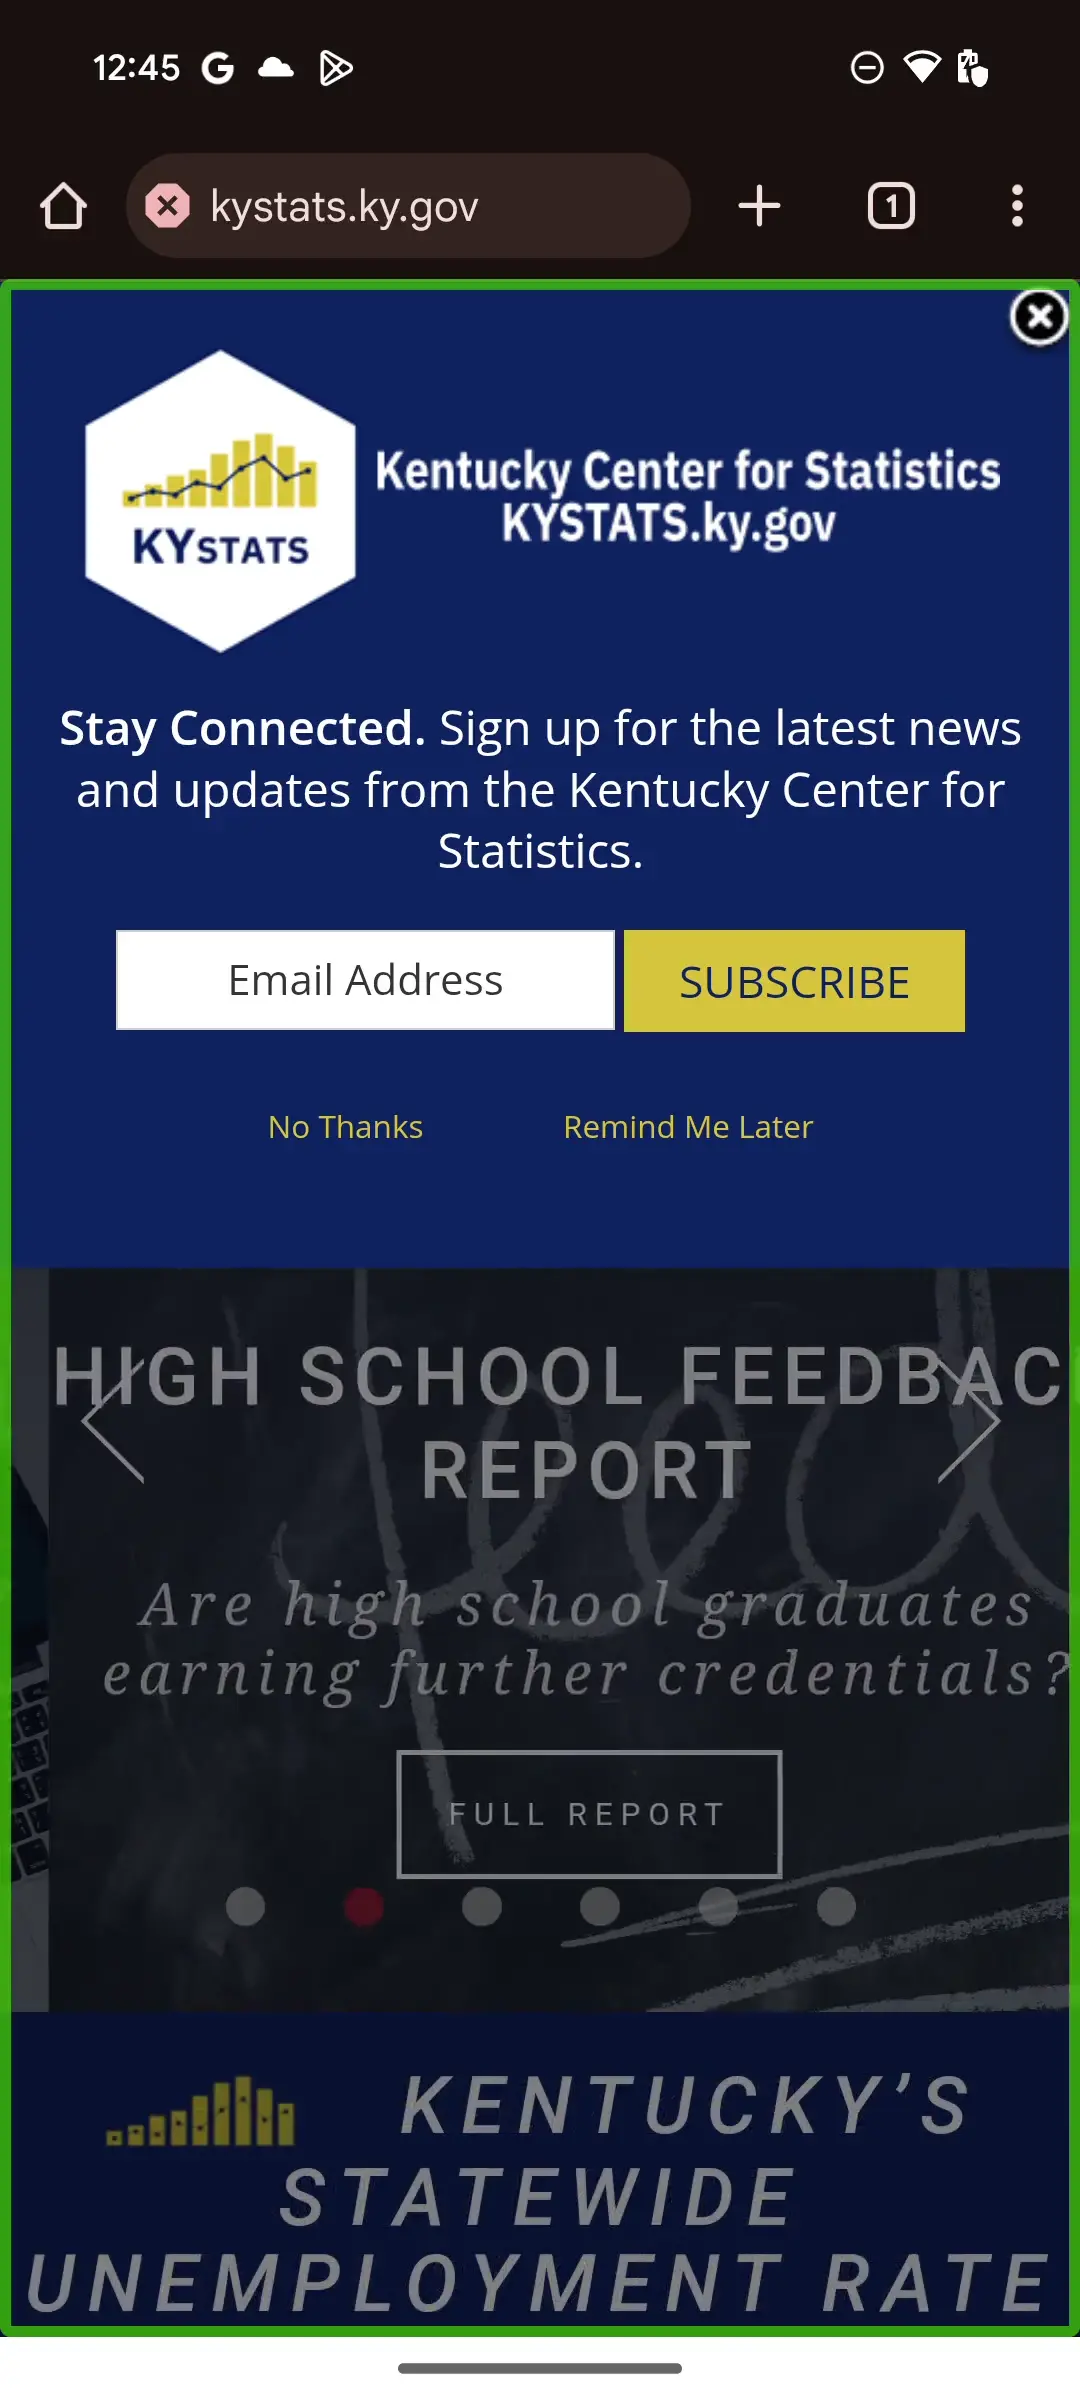 12:45
kystats.ky.gov
1
KYSTATS
Kentucky Center for Statistics
KYSTATS.ky.gov
Stay Connected. Sign up for the latest news
and updates from the Kentucky Center for
Statistics.
Email Address
SUBSCRIBE
No Thanks
Remind Me Later
HIGH SCHOOL FEEDBAC
REPORT
Are high school graduates
earning further credentials?
FULL REPORT
KENTUCKY’S
STATEWIDE
UNEMPLOYMENT RATE